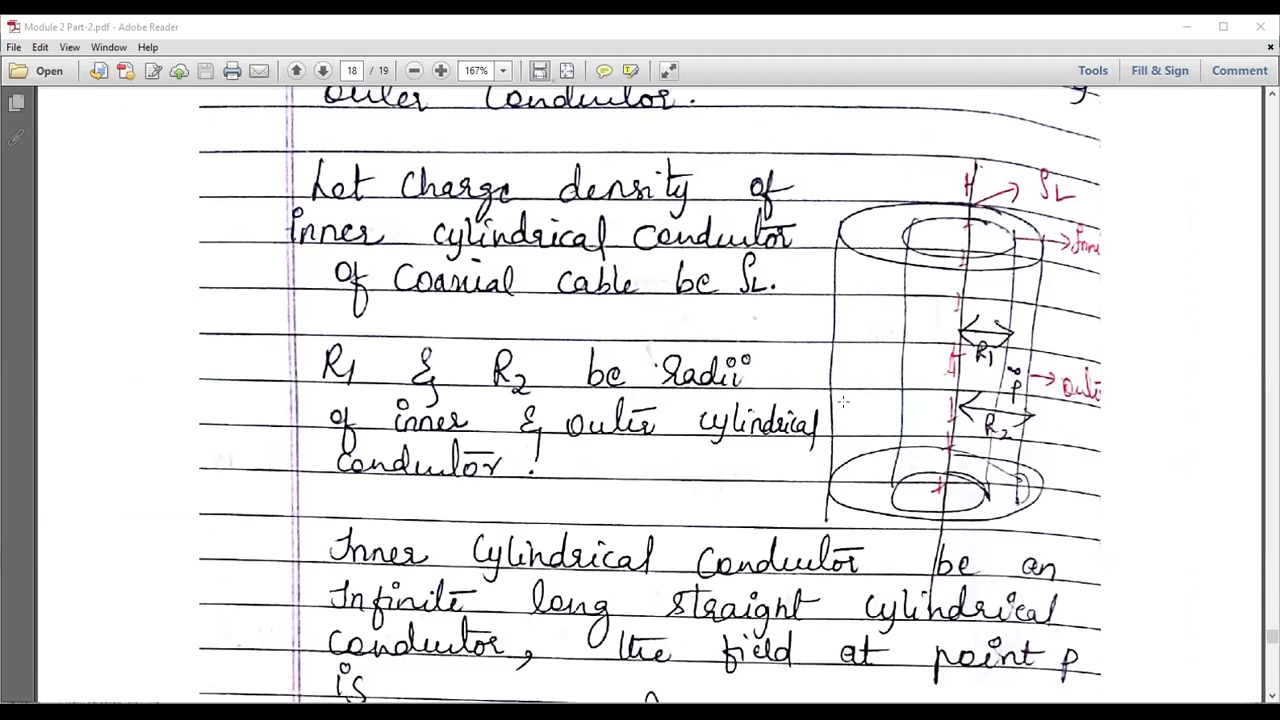 Module 2 Part-2.pdf - Adobe Reader
File Edit View Window Help
Open 18 / 19 167% Tools Fill & Sign Comment
outer Conductor.
Let charge density of
inner cylindrical conductor
of Coaxial cable be ρL.
R1 & R2 be radii
of inner & outer cylindrical
conductor!
ρL
R1
P
R2
Inner cylindrical conductor be an
Infinite long straight cylindrical
conductor, the field at point P
is